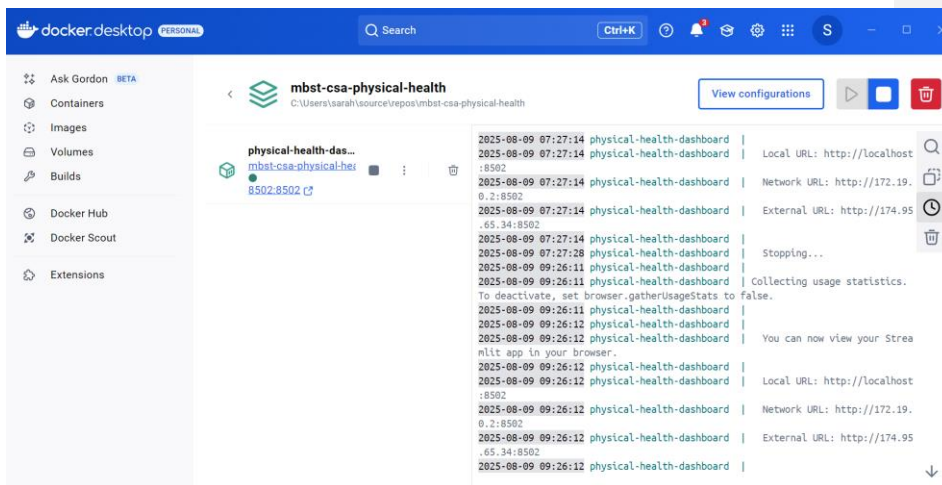 docker.desktop PERSONAL
Search
Ctrl+K
3
S
Ask Gordon BETA
Containers
Images
Volumes
Builds
Docker Hub
Docker Scout
Extensions
mbst-csa-physical-health
C:\Users\sarah\source\repos\mbst-csa-physical-health
View configurations
physical-health-das...
mbst-csa-physical-hea
8502:8502
2025-08-09 07:27:14 physical-health-dashboard |
2025-08-09 07:27:14 physical-health-dashboard | Local URL: http://localhost
:8502
2025-08-09 07:27:14 physical-health-dashboard | Network URL: http://172.19.
0.2:8502
2025-08-09 07:27:14 physical-health-dashboard | External URL: http://174.95
.65.34:8502
2025-08-09 07:27:14 physical-health-dashboard |
2025-08-09 07:27:28 physical-health-dashboard | Stopping...
2025-08-09 09:26:11 physical-health-dashboard |
2025-08-09 09:26:11 physical-health-dashboard | Collecting usage statistics.
To deactivate, set browser.gatherUsageStats to false.
2025-08-09 09:26:11 physical-health-dashboard |
2025-08-09 09:26:12 physical-health-dashboard |
2025-08-09 09:26:12 physical-health-dashboard | You can now view your Strea
mlit app in your browser.
2025-08-09 09:26:12 physical-health-dashboard |
2025-08-09 09:26:12 physical-health-dashboard | Local URL: http://localhost
:8502
2025-08-09 09:26:12 physical-health-dashboard | Network URL: http://172.19.
0.2:8502
2025-08-09 09:26:12 physical-health-dashboard | External URL: http://174.95
.65.34:8502
2025-08-09 09:26:12 physical-health-dashboard |